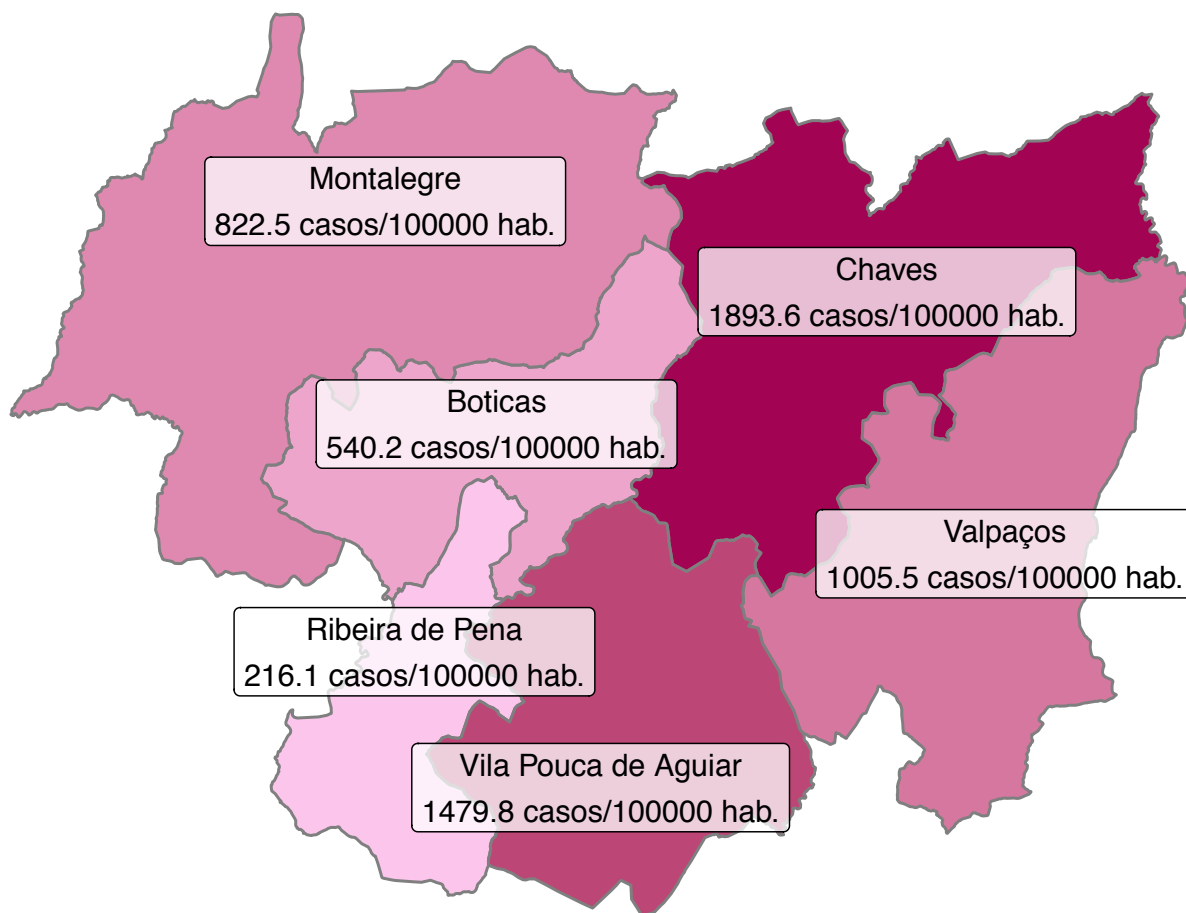 Montalegre
822.5 casos/100000 hab.
Chaves
1893.6 casos/100000 hab.
Boticas
540.2 casos/100000 hab.
Valpaços
1005.5 casos/100000 hab.
Ribeira de Pena
216.1 casos/100000 hab.
Vila Pouca de Aguiar
1479.8 casos/100000 hab.